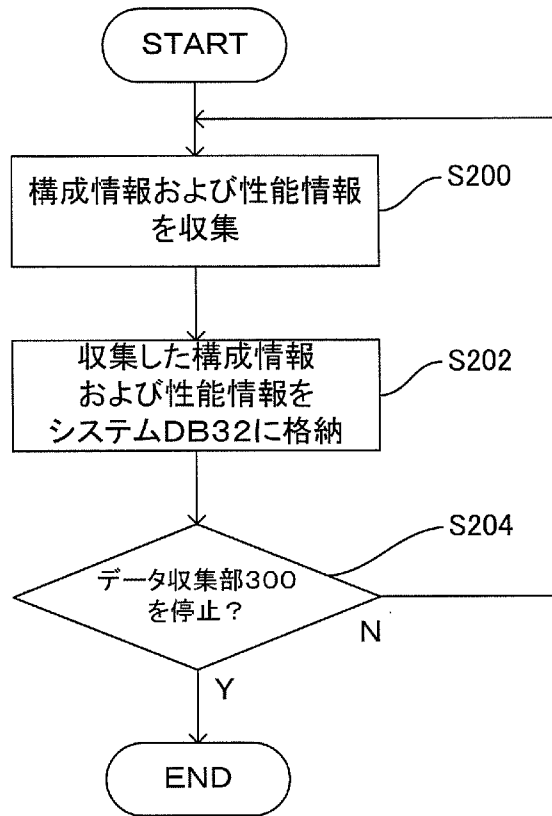 START
構成情報および性能情報
を収集
S200
収集した構成情報
および性能情報を
システムDB32に格納
S202
データ収集部300
を停止？
S204
N
Y
END